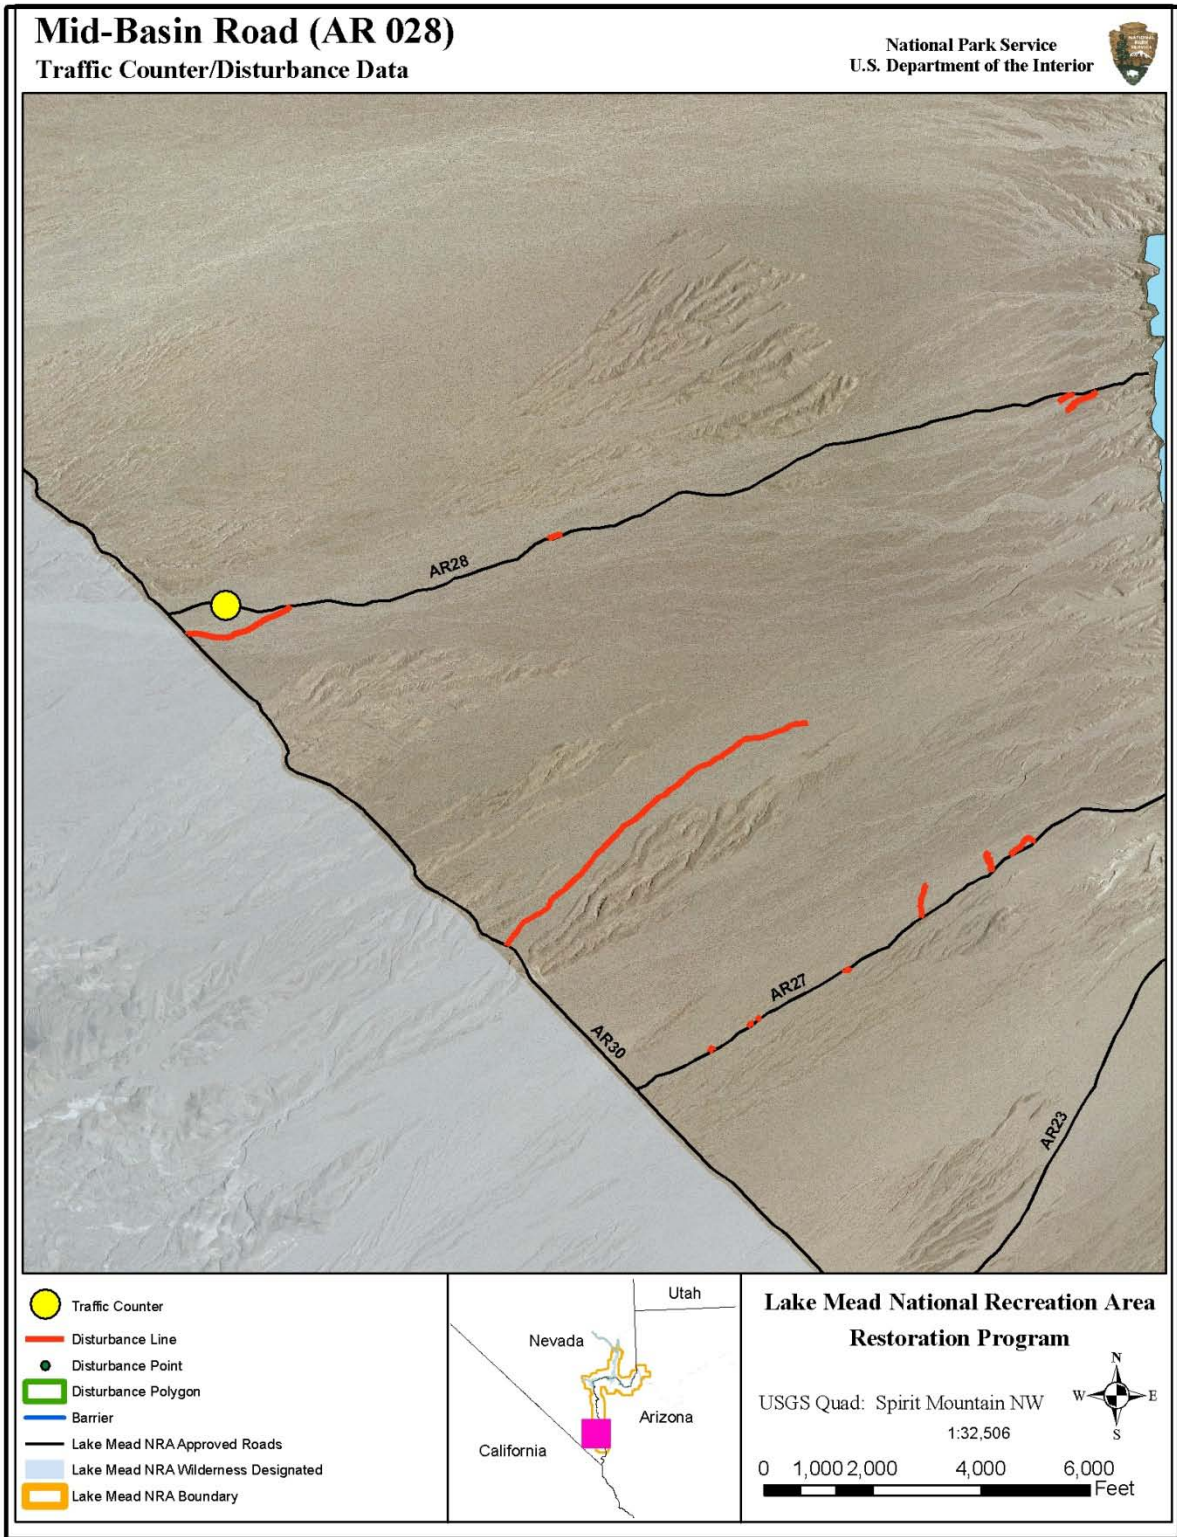 Mid-Basin Road (AR 028)
Traffic Counter/Disturbance Data
National Park Service
U.S. Department of the Interior
AR28
AR27
AR30
AR23
Traffic Counter
Disturbance Line
Disturbance Point
Disturbance Polygon
Barrier
Lake Mead NRA Approved Roads
Lake Mead NRA Wilderness Designated
Lake Mead NRA Boundary
Utah
Nevada
Arizona
California
Lake Mead National Recreation Area
Restoration Program
USGS Quad: Spirit Mountain NW
1:32,506
N
W E
S
0 1,000 2,000 4,000 6,000
Feet